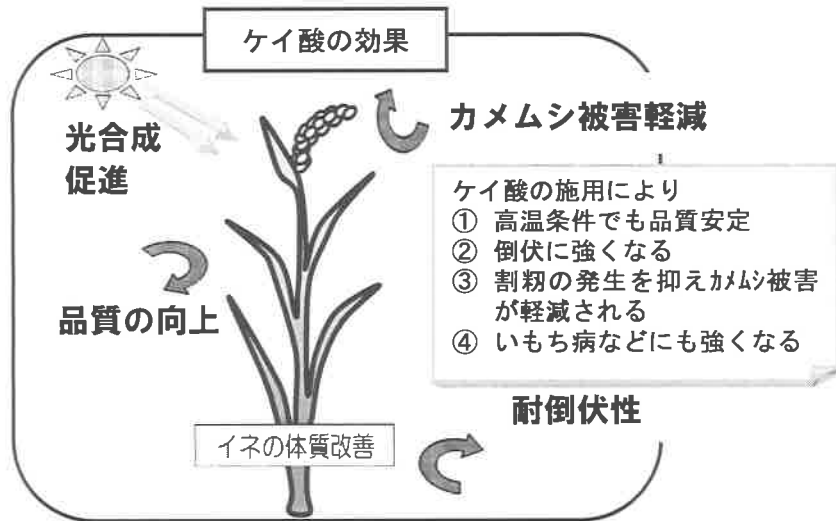 ケイ酸の効果
光合成
促進
カメムシ被害軽減
ケイ酸の施用により
① 高温条件でも品質安定
② 倒伏に強くなる
③ 割籾の発生を抑えｶﾒﾑｼ被害
が軽減される
④ いもち病などにも強くなる
品質の向上
耐倒伏性
イネの体質改善